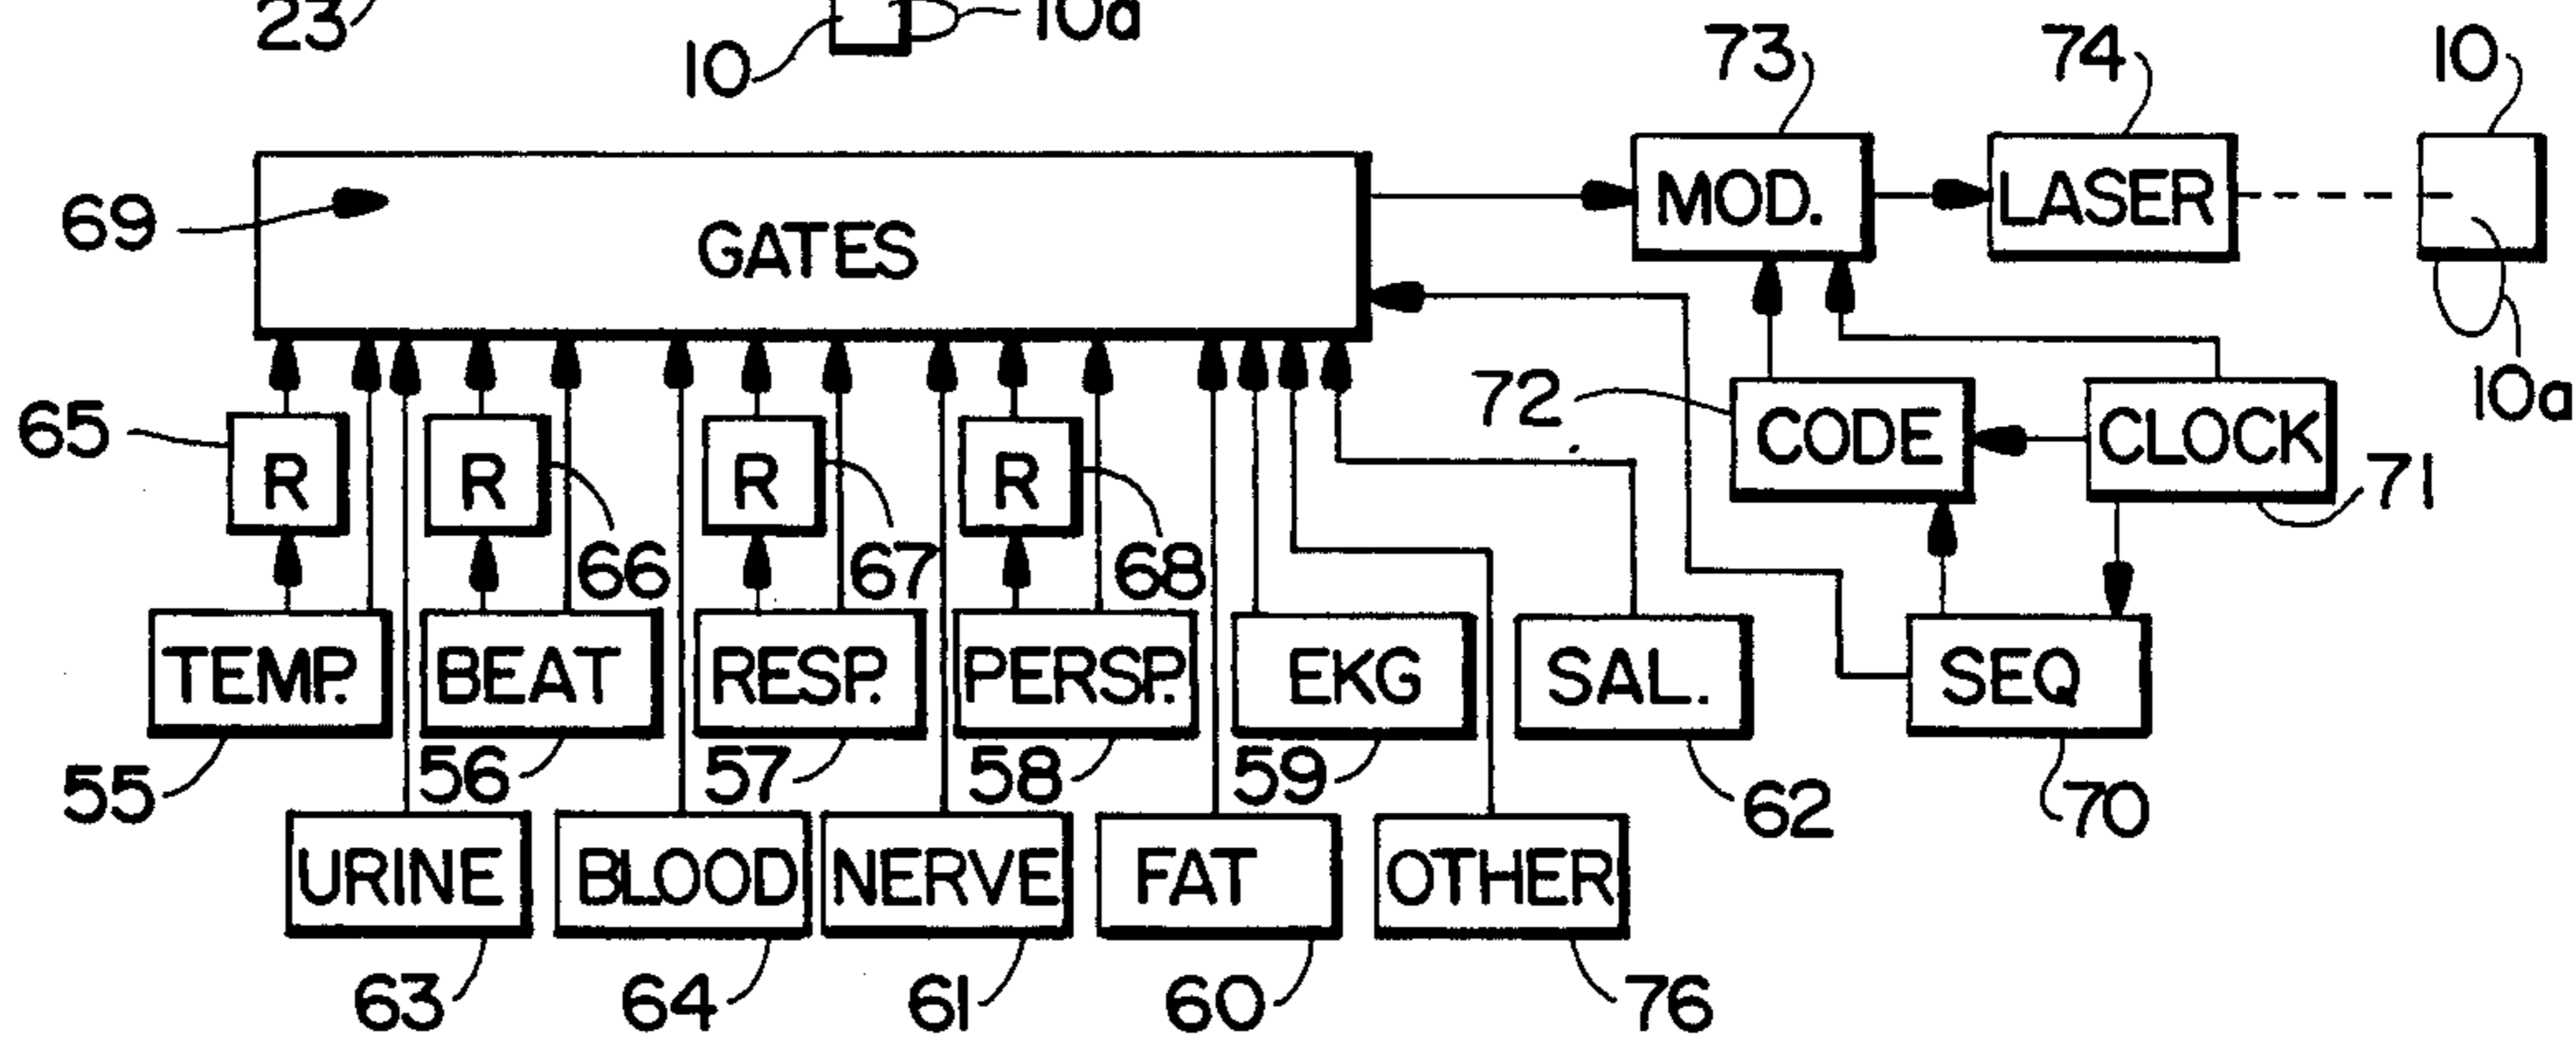 23 10 10a
73 74 10
69 GATES MOD. LASER
10a
65 R R R R 72 CODE CLOCK
66 67 68 71
TEMP. BEAT RESP. PERSP. EKG SAL. SEQ
55 56 57 58 59 62 70
URINE BLOOD NERVE FAT OTHER
63 64 61 60 76